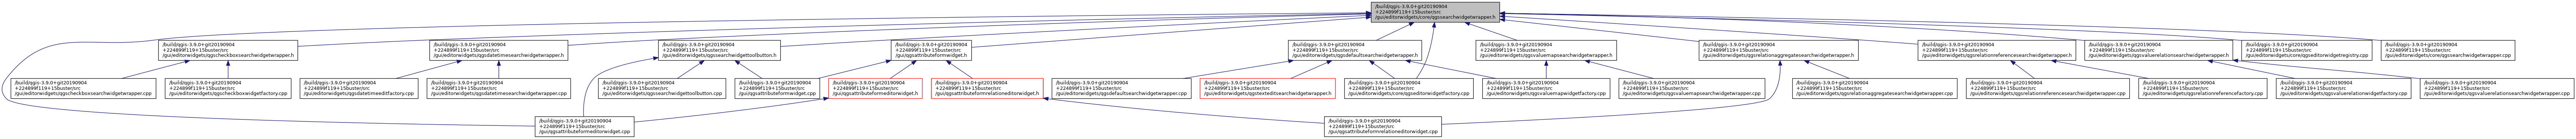 /build/qgis-3.9.0+git20190904
+224899f119+15buster/src
/gui/editorwidgets/core/qgssearchwidgetwrapper.h
/build/qgis-3.9.0+git20190904
+224899f119+15buster/src
/gui/editorwidgets/qgscheckboxsearchwidgetwrapper.h
/build/qgis-3.9.0+git20190904
+224899f119+15buster/src
/gui/editorwidgets/qgsdatetimesearchwidgetwrapper.h
/build/qgis-3.9.0+git20190904
+224899f119+15buster/src
/gui/editorwidgets/qgssearchwidgettoolbutton.h
/build/qgis-3.9.0+git20190904
+224899f119+15buster/src
/gui/qgsattributeformwidget.h
/build/qgis-3.9.0+git20190904
+224899f119+15buster/src
/gui/editorwidgets/qgsdefaultsearchwidgetwrapper.h
/build/qgis-3.9.0+git20190904
+224899f119+15buster/src
/gui/editorwidgets/qgsvaluemapsearchwidgetwrapper.h
/build/qgis-3.9.0+git20190904
+224899f119+15buster/src
/gui/editorwidgets/qgsrelationaggregatesearchwidgetwrapper.h
/build/qgis-3.9.0+git20190904
+224899f119+15buster/src
/gui/editorwidgets/qgsrelationreferencesearchwidgetwrapper.h
/build/qgis-3.9.0+git20190904
+224899f119+15buster/src
/gui/editorwidgets/qgsvaluerelationsearchwidgetwrapper.h
/build/qgis-3.9.0+git20190904
+224899f119+15buster/src
/gui/editorwidgets/core/qgseditorwidgetregistry.cpp
/build/qgis-3.9.0+git20190904
+224899f119+15buster/src
/gui/editorwidgets/core/qgssearchwidgetwrapper.cpp
/build/qgis-3.9.0+git20190904
+224899f119+15buster/src
/gui/editorwidgets/qgscheckboxsearchwidgetwrapper.cpp
/build/qgis-3.9.0+git20190904
+224899f119+15buster/src
/gui/editorwidgets/qgscheckboxwidgetfactory.cpp
/build/qgis-3.9.0+git20190904
+224899f119+15buster/src
/gui/editorwidgets/qgsdatetimeeditfactory.cpp
/build/qgis-3.9.0+git20190904
+224899f119+15buster/src
/gui/editorwidgets/qgsdatetimesearchwidgetwrapper.cpp
/build/qgis-3.9.0+git20190904
+224899f119+15buster/src
/gui/editorwidgets/qgssearchwidgettoolbutton.cpp
/build/qgis-3.9.0+git20190904
+224899f119+15buster/src
/gui/qgsattributeformwidget.cpp
/build/qgis-3.9.0+git20190904
+224899f119+15buster/src
/gui/qgsattributeformeditorwidget.h
/build/qgis-3.9.0+git20190904
+224899f119+15buster/src
/gui/qgsattributeformrelationeditorwidget.h
/build/qgis-3.9.0+git20190904
+224899f119+15buster/src
/gui/editorwidgets/qgsdefaultsearchwidgetwrapper.cpp
/build/qgis-3.9.0+git20190904
+224899f119+15buster/src
/gui/editorwidgets/qgstexteditsearchwidgetwrapper.h
/build/qgis-3.9.0+git20190904
+224899f119+15buster/src
/gui/editorwidgets/core/qgseditorwidgetfactory.cpp
/build/qgis-3.9.0+git20190904
+224899f119+15buster/src
/gui/editorwidgets/qgsvaluemapwidgetfactory.cpp
/build/qgis-3.9.0+git20190904
+224899f119+15buster/src
/gui/editorwidgets/qgsvaluemapsearchwidgetwrapper.cpp
/build/qgis-3.9.0+git20190904
+224899f119+15buster/src
/gui/editorwidgets/qgsrelationaggregatesearchwidgetwrapper.cpp
/build/qgis-3.9.0+git20190904
+224899f119+15buster/src
/gui/editorwidgets/qgsrelationreferencesearchwidgetwrapper.cpp
/build/qgis-3.9.0+git20190904
+224899f119+15buster/src
/gui/editorwidgets/qgsrelationreferencefactory.cpp
/build/qgis-3.9.0+git20190904
+224899f119+15buster/src
/gui/editorwidgets/qgsvaluerelationwidgetfactory.cpp
/build/qgis-3.9.0+git20190904
+224899f119+15buster/src
/gui/editorwidgets/qgsvaluerelationsearchwidgetwrapper.cpp
/build/qgis-3.9.0+git20190904
+224899f119+15buster/src
/gui/qgsattributeformeditorwidget.cpp
/build/qgis-3.9.0+git20190904
+224899f119+15buster/src
/gui/qgsattributeformrelationeditorwidget.cpp